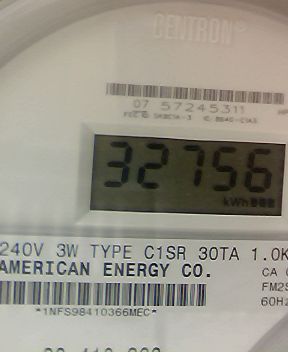 CENTRON®
07 57245311
32756
kWh
240V 3W TYPE C1SR 30TA 1.0K
AMERICAN ENERGY CO.
CA
FM2S
60Hz
*1NFS98410366MEC*